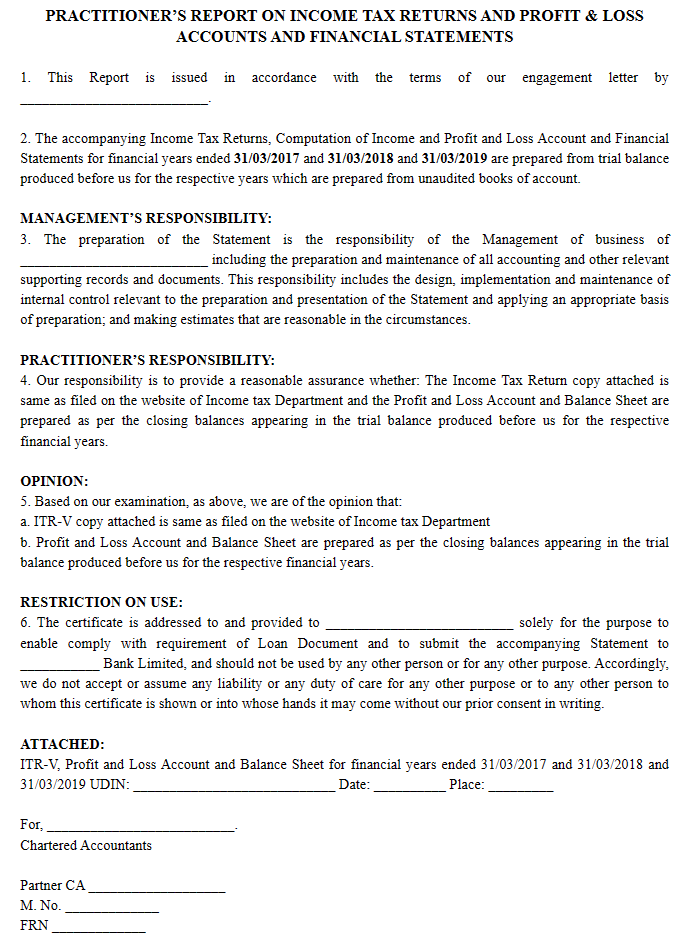 PRACTITIONER’S REPORT ON INCOME TAX RETURNS AND PROFIT & LOSS
ACCOUNTS AND FINANCIAL STATEMENTS
1. This Report is issued in accordance with the terms of our engagement letter by
__________________________.
2. The accompanying Income Tax Returns, Computation of Income and Profit and Loss Account and Financial
Statements for financial years ended 31/03/2017 and 31/03/2018 and 31/03/2019 are prepared from trial balance
produced before us for the respective years which are prepared from unaudited books of account.
MANAGEMENT’S RESPONSIBILITY:
3. The preparation of the Statement is the responsibility of the Management of business of
__________________________ including the preparation and maintenance of all accounting and other relevant
supporting records and documents. This responsibility includes the design, implementation and maintenance of
internal control relevant to the preparation and presentation of the Statement and applying an appropriate basis
of preparation; and making estimates that are reasonable in the circumstances.
PRACTITIONER’S RESPONSIBILITY:
4. Our responsibility is to provide a reasonable assurance whether: The Income Tax Return copy attached is
same as filed on the website of Income tax Department and the Profit and Loss Account and Balance Sheet are
prepared as per the closing balances appearing in the trial balance produced before us for the respective
financial years.
OPINION:
5. Based on our examination, as above, we are of the opinion that:
a. ITR-V copy attached is same as filed on the website of Income tax Department
b. Profit and Loss Account and Balance Sheet are prepared as per the closing balances appearing in the trial
balance produced before us for the respective financial years.
RESTRICTION ON USE:
6. The certificate is addressed to and provided to __________________________ solely for the purpose to
enable comply with requirement of Loan Document and to submit the accompanying Statement to
___________ Bank Limited, and should not be used by any other person or for any other purpose. Accordingly,
we do not accept or assume any liability or any duty of care for any other purpose or to any other person to
whom this certificate is shown or into whose hands it may come without our prior consent in writing.
ATTACHED:
ITR-V, Profit and Loss Account and Balance Sheet for financial years ended 31/03/2017 and 31/03/2018 and
31/03/2019 UDIN: ____________________________ Date: __________ Place: _________
For, __________________________.
Chartered Accountants
Partner CA ___________________
M. No. _____________
FRN _____________